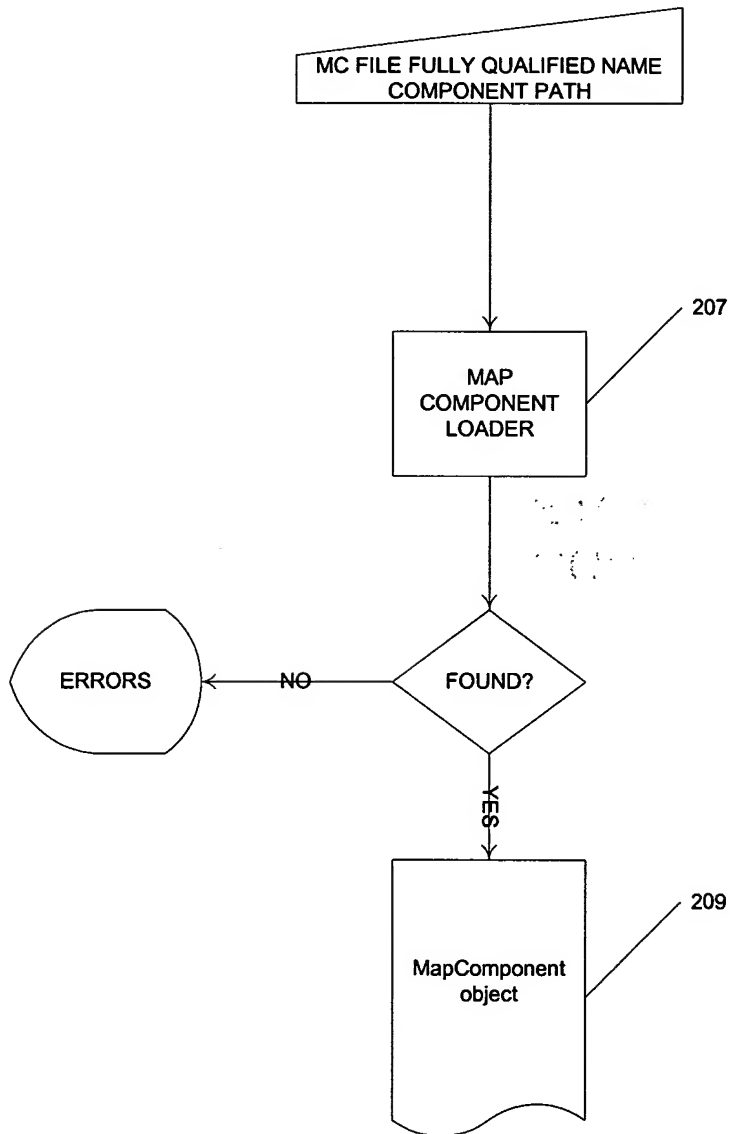 MC FILE FULLY QUALIFIED NAME
COMPONENT PATH
207
MAP
COMPONENT
LOADER
ERRORS
NO
FOUND?
YES
209
MapComponent
object